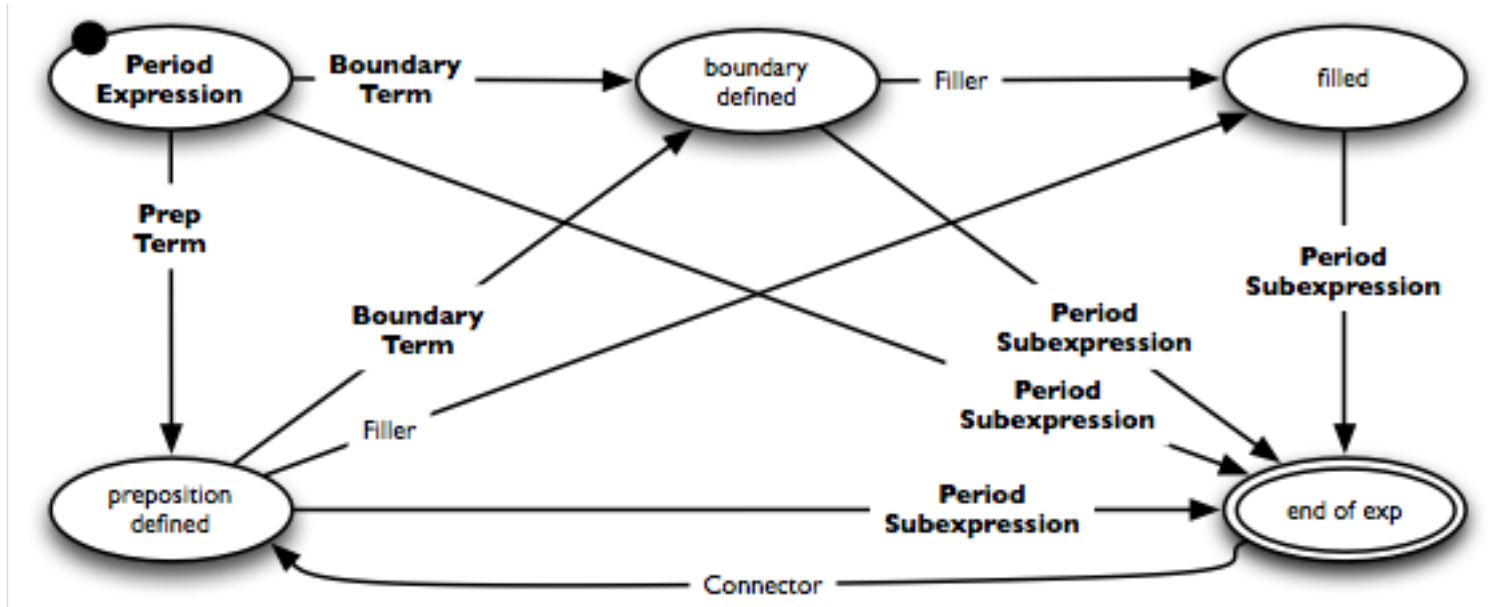 Period
Expression
Boundary
Term
boundary
defined
Filler
filled
Prep
Term
Period
Subexpression
Boundary
Term
Period
Subexpression
Period
Subexpression
Filler
preposition
defined
Period
Subexpression
end of exp
Connector